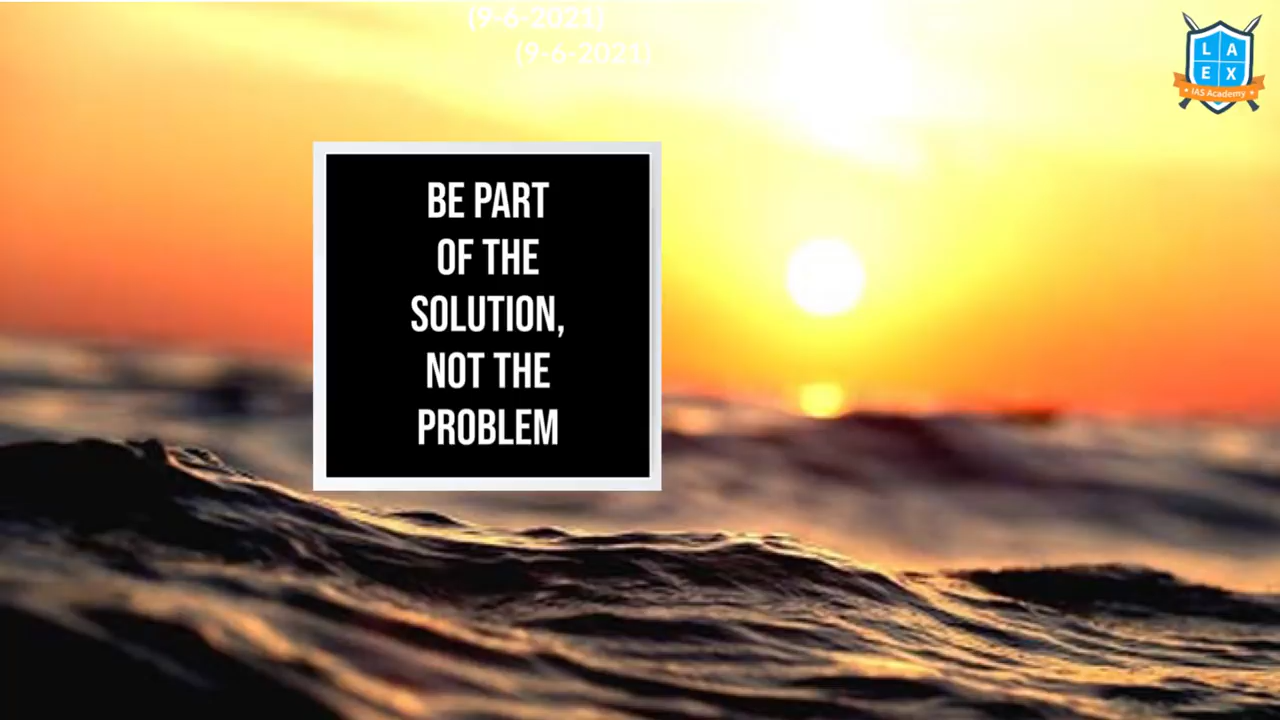 (9-6-2021)
(9-6-2021)
L A
E X
IAS Academy
BE PART
OF THE
SOLUTION,
NOT THE
PROBLEM